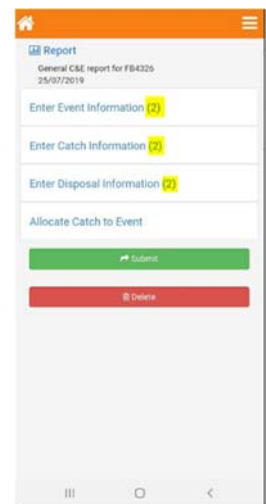 Report
General C&E report for FB4326
25/07/2019
Enter Event Information (2)
Enter Catch Information (2)
Enter Disposal Information (2)
Allocate Catch to Event
Submit
Delete